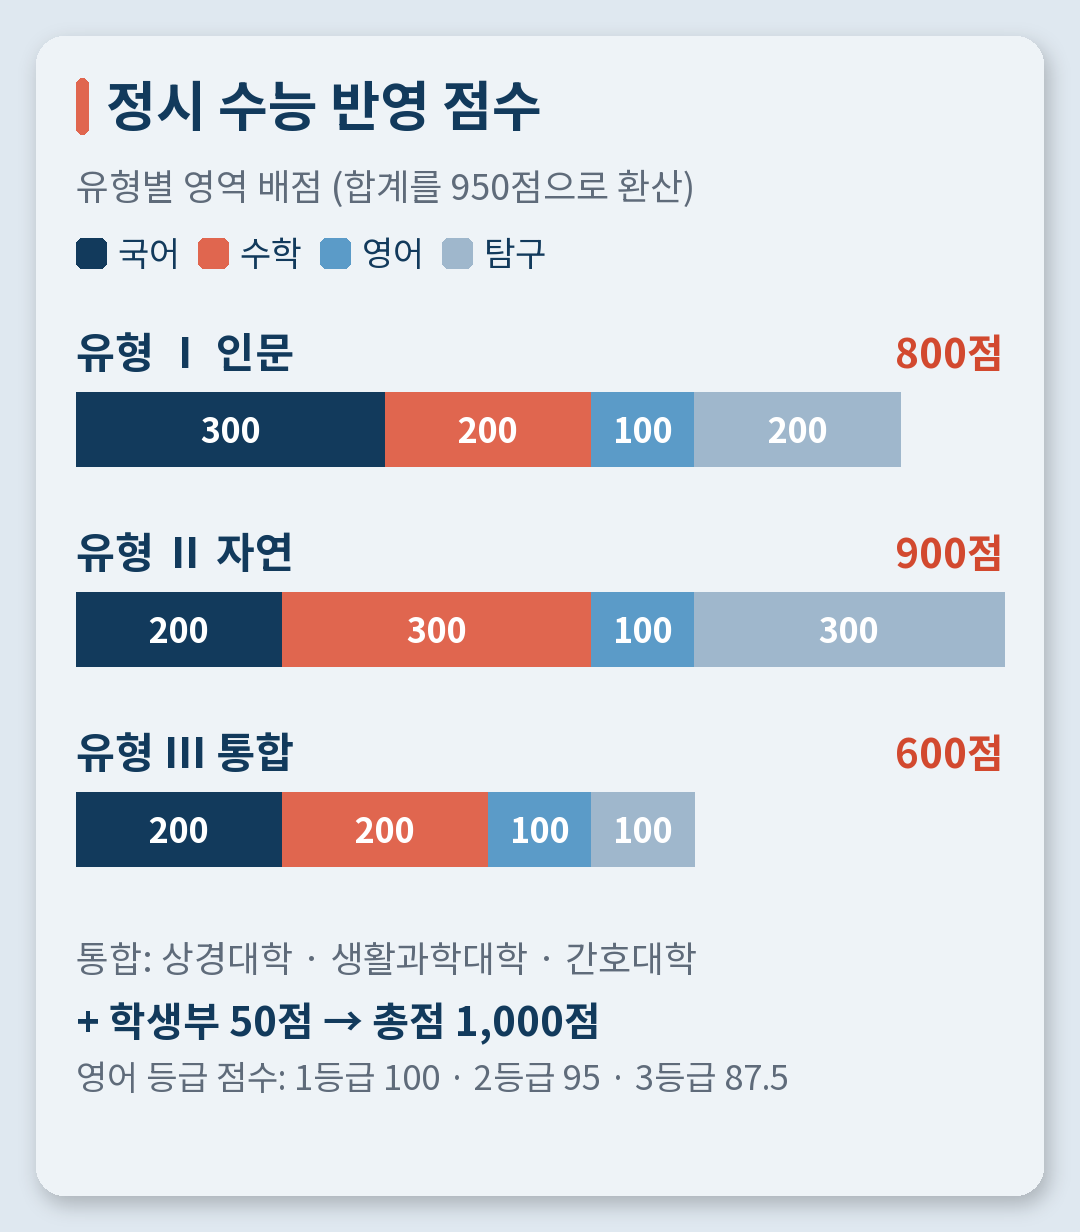 정시 수능 반영 점수
유형별 영역 배점 (합계를 950점으로 환산)
국어 수학 영어 탐구
유형 Ⅰ 인문 800점
300 200 100 200
유형 Ⅱ 자연 900점
200 300 100 300
유형 Ⅲ 통합 600점
200 200 100 100
통합: 상경대학 · 생활과학대학 · 간호대학
+ 학생부 50점 → 총점 1,000점
영어 등급 점수: 1등급 100 · 2등급 95 · 3등급 87.5